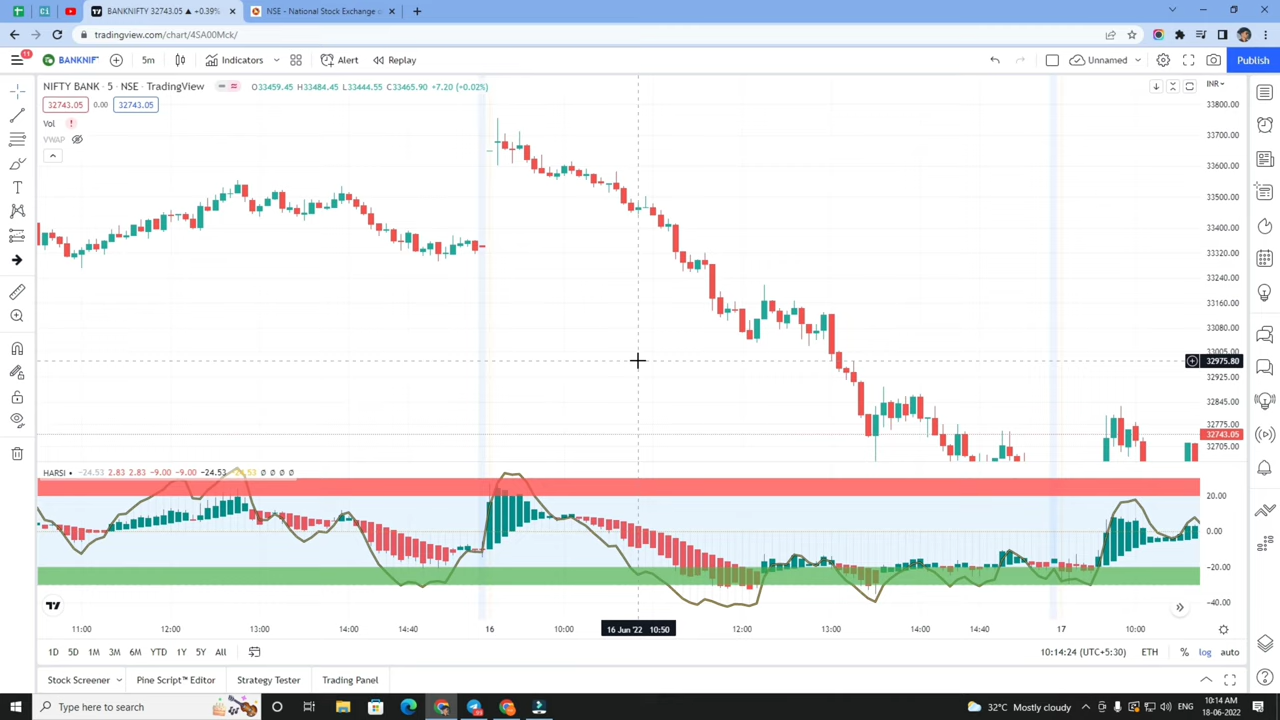 BANKNIFTY 32743.05 ▲ +0.39%
NSE - National Stock Exchange o
tradingview.com/chart/4SA00Mck/
11
BANKNIF
5m
Indicators
Alert
Replay
Unnamed
Publish
NIFTY BANK · 5 · NSE · TradingView
O33459.45 H33484.45 L33444.55 C33465.90 +7.20 (+0.02%)
INR
32743.05 0.00 32743.05
Vol
VWAP
33800.00
33700.00
33600.00
33500.00
33400.00
33320.00
33240.00
33160.00
33080.00
33005.00
32975.80
32925.00
32845.00
32775.00
32743.05
32705.00
HARSI • -24.53 2.83 2.83 -9.00 -9.00 -24.53 Ø Ø Ø Ø
20.00
0.00
-20.00
-40.00
11:00 12:00 13:00 14:00 14:40 16 10:00 16 Jun '22 10:50 12:00 13:00 14:00 14:40 17 10:00
1D 5D 1M 3M 6M YTD 1Y 5Y All
10:14:24 (UTC+5:30) ETH % log auto
Stock Screener Pine Script™ Editor Strategy Tester Trading Panel
Type here to search
32°C Mostly cloudy
ENG
10:14 AM
18-06-2022